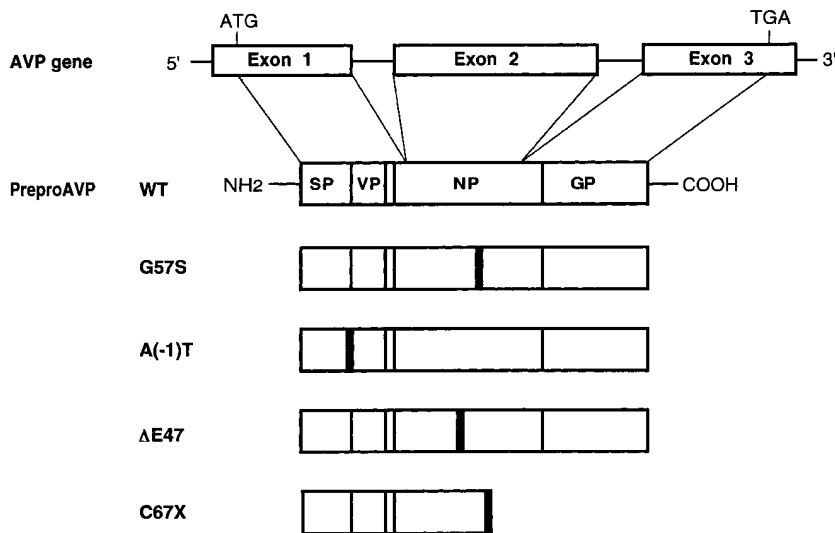 ATG TGA
AVP gene 5' Exon 1 Exon 2 Exon 3 3'
PreproAVP WT NH2 SP VP NP GP COOH
G57S
A(-1)T
ΔE47
C67X